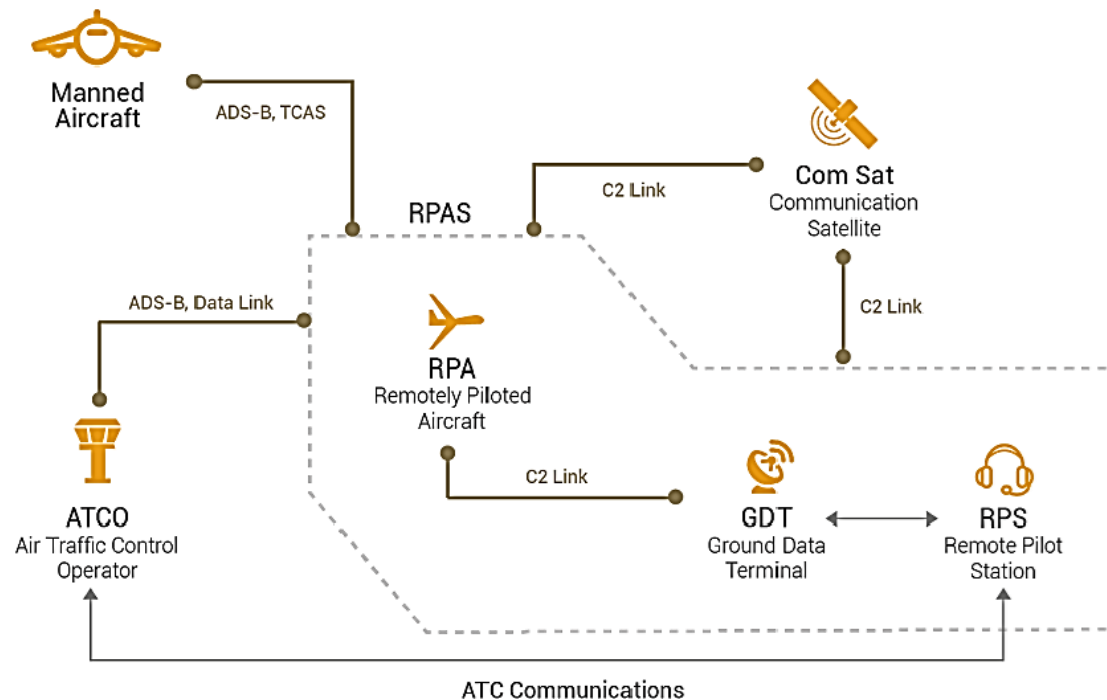 Manned
Aircraft
ADS-B, TCAS
Com Sat
Communication
Satellite
C2 Link
RPAS
ADS-B, Data Link
C2 Link
RPA
Remotely Piloted
Aircraft
C2 Link
ATCO
Air Traffic Control
Operator
GDT
Ground Data
Terminal
RPS
Remote Pilot
Station
ATC Communications